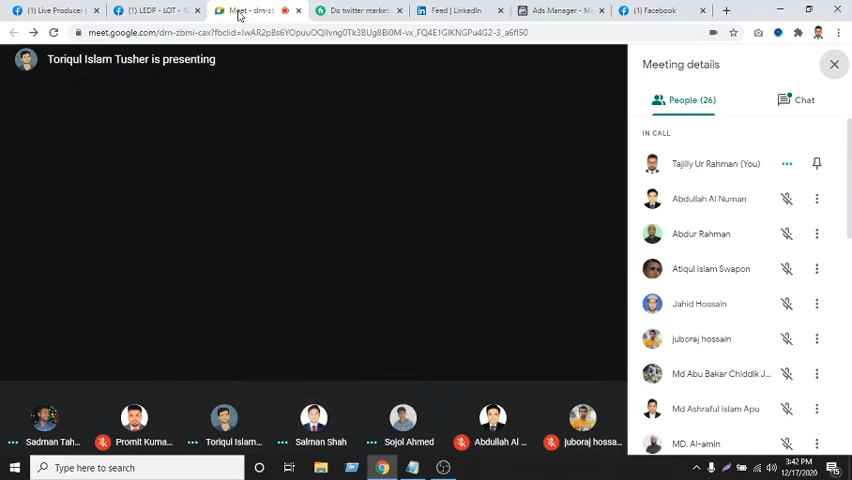 (1) Live Producer
(1) LEDP - LOT - 1
Meet - drn-zb
Do twitter market
Feed | LinkedIn
Ads Manager - Ma
(1) Facebook
meet.google.com/drn-zbmi-cax?fbclid=
Toriqul Islam Tusher is presenting
Meeting details
People (26)
Chat
IN CALL
Tajilly Ur Rahman (You)
Abdullah Al Numan
Abdur Rahman
Atiqul Islam Swapon
Jahid Hossain
juboraj hossain
Md Abu Bakar Chiddik J...
Md Ashraful Islam Apu
MD. Al-amin
Sadman Tah...
Promit Kuma...
Toriqul Islam...
Salman Shah
Sojol Ahmed
Abdullah Al ...
juboraj hossa...
Type here to search
3:42 PM
12/17/2020
15